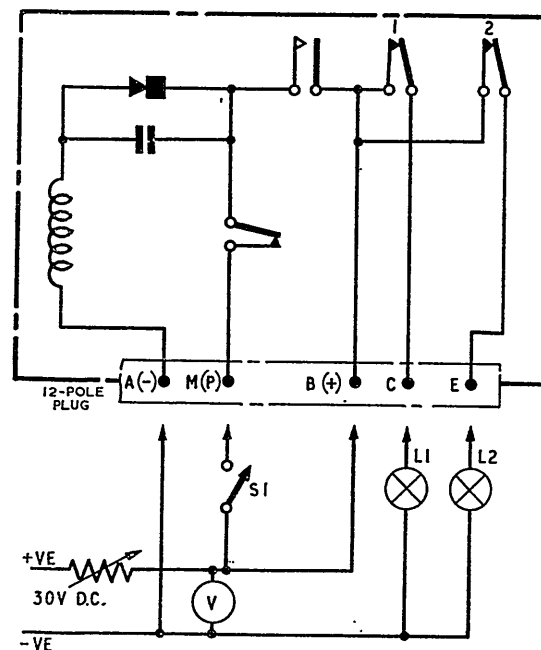 1
2
12-POLE
PLUG
A (-)
M (P)
B (+)
C
E
S1
L1
L2
+VE
30V D.C.
V
-VE